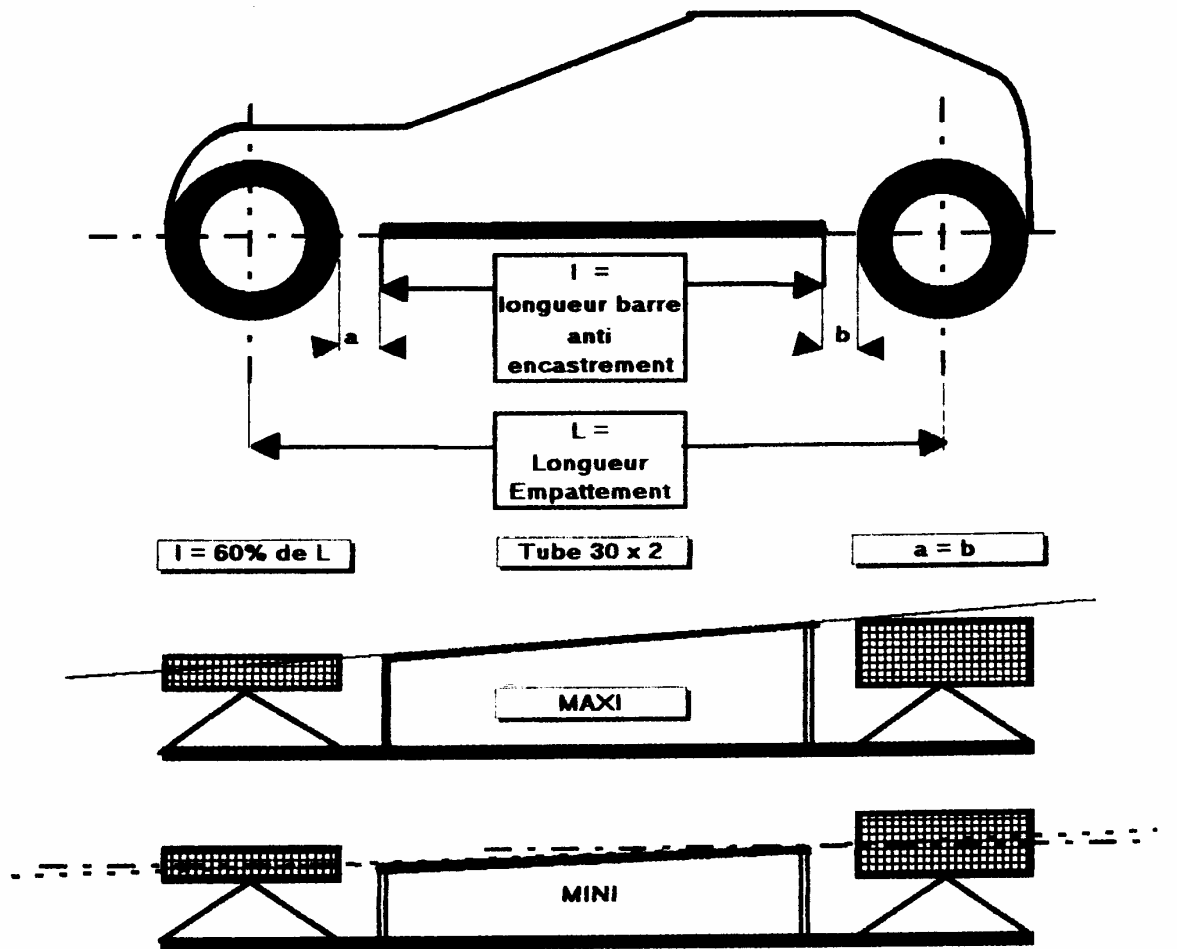 l =
longueur barre
anti
encastrement
a
b
L =
Longueur
Empattement
l = 60% de L
Tube 30 x 2
a = b
MAXI
MINI